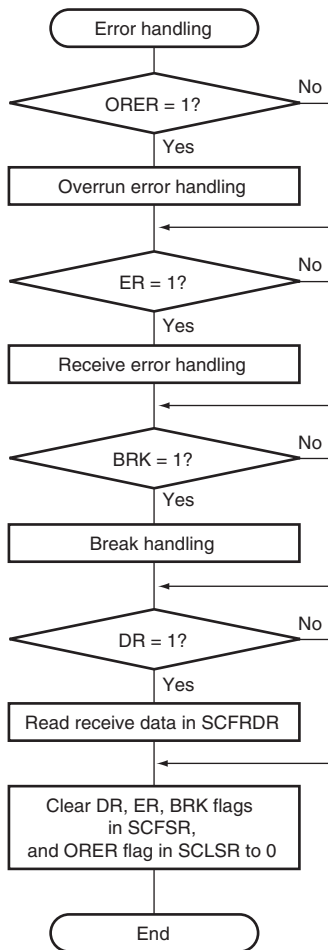 Error handling
ORER = 1?
No
Yes
Overrun error handling
ER = 1?
No
Yes
Receive error handling
BRK = 1?
No
Yes
Break handling
DR = 1?
No
Yes
Read receive data in SCFRDR
Clear DR, ER, BRK flags
in SCFSR,
and ORER flag in SCLSR to 0
End